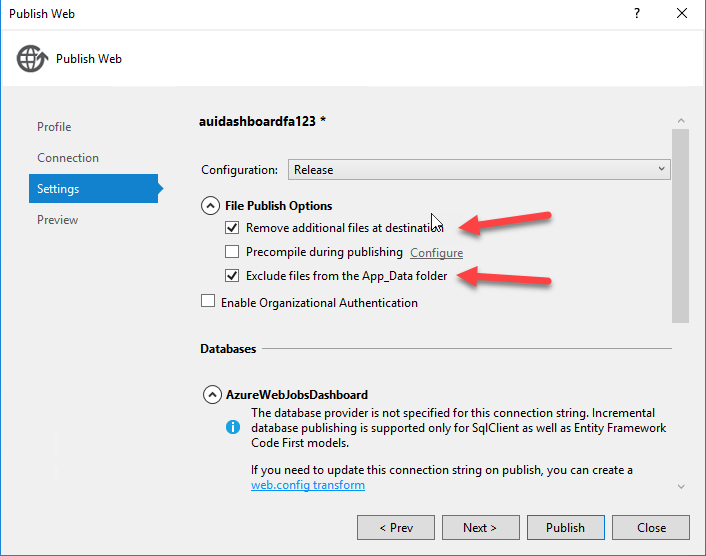 Publish Web
?
Publish Web
Profile
Connection
Settings
Preview
auidashboardfa123 *
Configuration: Release
File Publish Options
Remove additional files at destination
Precompile during publishing Configure
Exclude files from the App_Data folder
Enable Organizational Authentication
Databases
AzureWebJobsDashboard
The database provider is not specified for this connection string. Incremental
database publishing is supported only for SqlClient as well as Entity Framework
Code First models.
If you need to update this connection string on publish, you can create a
web.config transform
< Prev
Next >
Publish
Close